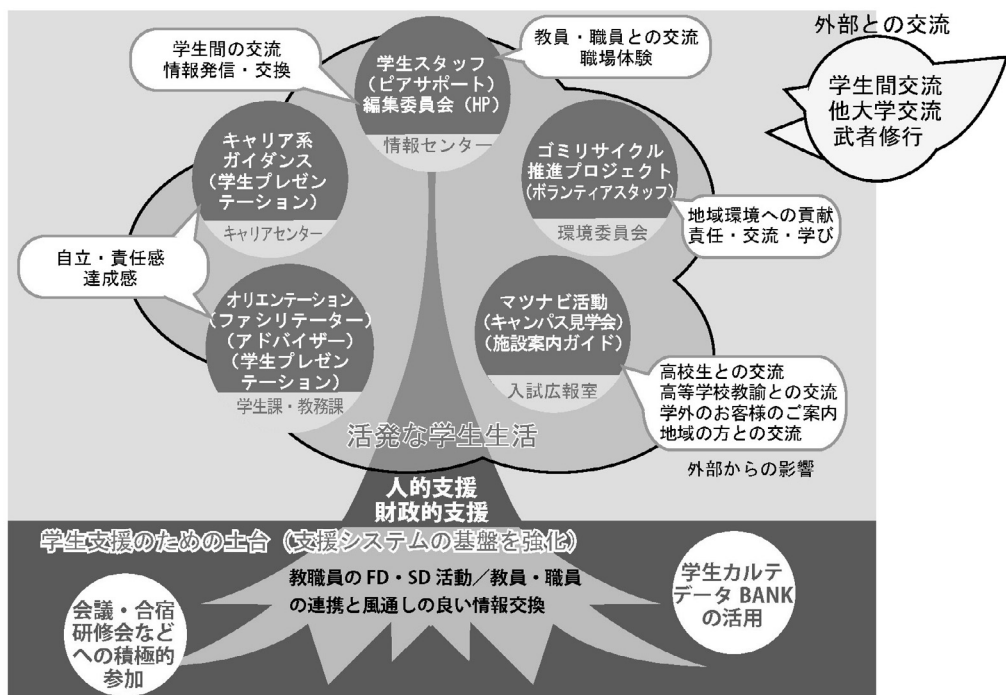 外部との交流
学生間交流
他大学交流
武者修行
学生間の交流
情報発信・交換
教員・職員との交流
職場体験
学生スタッフ
(ピアサポート)
編集委員会(HP)
情報センター
キャリア系
ガイダンス
(学生プレゼン
テーション)
キャリアセンター
ゴミリサイクル
推進プロジェクト
(ボランティアスタッフ)
環境委員会
地域環境への貢献
責任・交流・学び
自立・責任感
達成感
オリエンテーション
(ファシリテーター)
(アドバイザー)
(学生プレゼン
テーション)
学生課・教務課
マツナビ活動
(キャンパス見学会)
(施設案内ガイド)
入試広報室
高校生との交流
高等学校教諭との交流
学外のお客様のご案内
地域の方との交流
外部からの影響
活発な学生生活
人的支援
財政的支援
学生支援のための土台(支援システムの基盤を強化)
教職員のFD・SD活動/教員・職員
の連携と風通しの良い情報交換
会議・合宿
研修会など
への積極的
参加
学生カルテ
データBANK
の活用